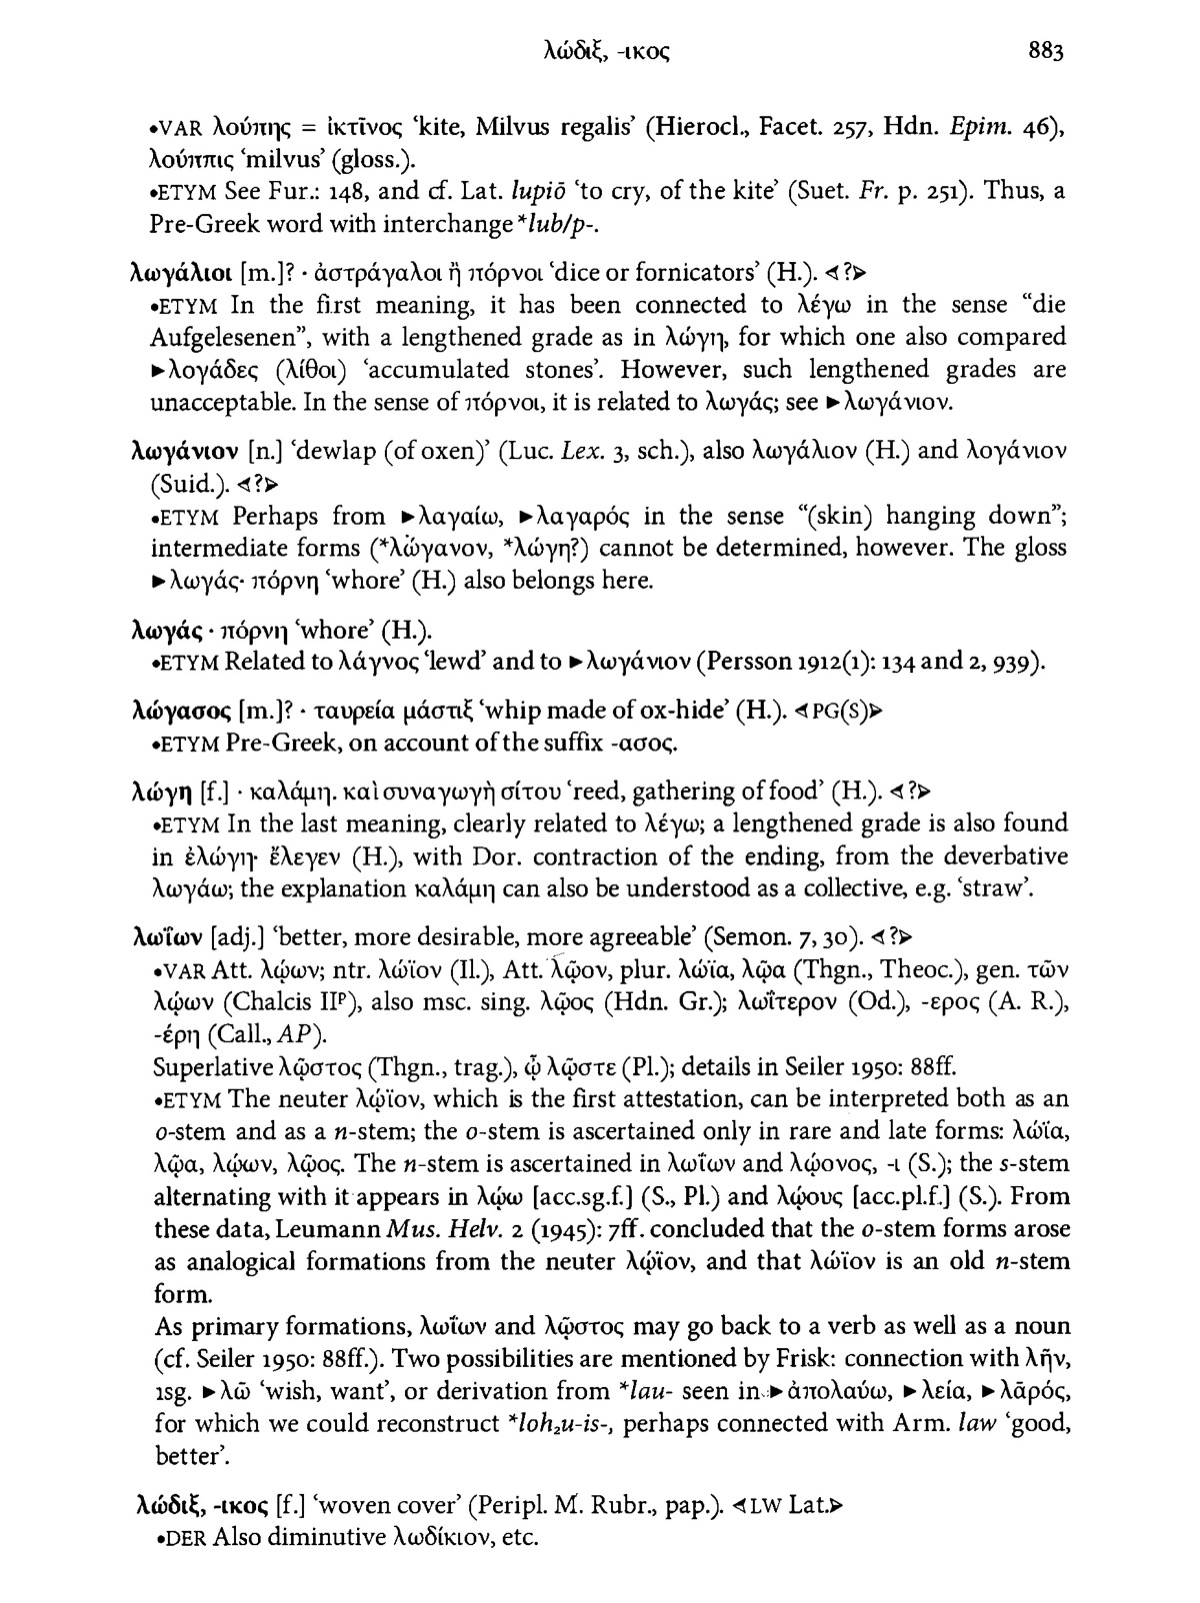 λώδιξ, -ικος 883
•VAR λούπης = ἰκτῖνος ‘kite, Milvus regalis’ (Hierocl., Facet. 257, Hdn. Epim. 46),
λούππις ‘milvus’ (gloss.).
•ETYM See Fur.: 148, and cf. Lat. lupiō ‘to cry, of the kite’ (Suet. Fr. p. 251). Thus, a
Pre-Greek word with interchange *lub/p-.
λωγάλιοι [m.]? · ἀστράγαλοι ἢ πόρνοι ‘dice or fornicators’ (H.). ⊲?⊳
•ETYM In the first meaning, it has been connected to λέγω in the sense “die
Aufgelesenen”, with a lengthened grade as in λώγη, for which one also compared
►λογάδες (λίθοι) ‘accumulated stones’. However, such lengthened grades are
unacceptable. In the sense of πόρνοι, it is related to λωγάς; see ►λωγάνιον.
λωγάνιον [n.] ‘dewlap (of oxen)’ (Luc. Lex. 3, sch.), also λωγάλιον (H.) and λογάνιον
(Suid.). ⊲?⊳
•ETYM Perhaps from ►λαγαίω, ►λαγαρός in the sense “(skin) hanging down”;
intermediate forms (*λώγανον, *λώγη?) cannot be determined, however. The gloss
►λωγάς· πόρνη ‘whore’ (H.) also belongs here.
λωγάς · πόρνη ‘whore’ (H.).
•ETYM Related to λάγνος ‘lewd’ and to ►λωγάνιον (Persson 1912(1): 134 and 2, 939).
λώγασος [m.]? · ταυρεία μάστιξ ‘whip made of ox-hide’ (H.). ⊲PG(S)⊳
•ETYM Pre-Greek, on account of the suffix -ασος.
λώγη [f.] · καλάμη. καὶ συναγωγὴ σίτου ‘reed, gathering of food’ (H.). ⊲?⊳
•ETYM In the last meaning, clearly related to λέγω; a lengthened grade is also found
in ἐλώγη· ἔλεγεν (H.), with Dor. contraction of the ending, from the deverbative
λωγάω; the explanation καλάμη can also be understood as a collective, e.g. ‘straw’.
λωΐων [adj.] ‘better, more desirable, more agreeable’ (Semon. 7, 30). ⊲?⊳
•VAR Att. λῴων; ntr. λώϊον (Il.), Att. λῷον, plur. λώϊα, λῷα (Thgn., Theoc.), gen. τῶν
λῴων (Chalcis IIᵖ), also msc. sing. λῷος (Hdn. Gr.); λωΐτερον (Od.), -ερος (A. R.),
-έρη (Call., AP).
Superlative λῷστος (Thgn., trag.), ᾦ λῷστε (Pl.); details in Seiler 1950: 88ff.
•ETYM The neuter λῴϊον, which is the first attestation, can be interpreted both as an
o-stem and as a n-stem; the o-stem is ascertained only in rare and late forms: λώϊα,
λῷα, λῴων, λῷος. The n-stem is ascertained in λωΐων and λῴονος, -ι (S.); the s-stem
alternating with it appears in λῴω [acc.sg.f.] (S., Pl.) and λῴους [acc.pl.f.] (S.). From
these data, Leumann Mus. Helv. 2 (1945): 7ff. concluded that the o-stem forms arose
as analogical formations from the neuter λῴϊον, and that λώϊον is an old n-stem
form.
As primary formations, λωΐων and λῷστος may go back to a verb as well as a noun
(cf. Seiler 1950: 88ff.). Two possibilities are mentioned by Frisk: connection with λῆν,
1sg. ►λῶ ‘wish, want’, or derivation from *lau- seen in ►ἀπολαύω, ►λεία, ►λᾱρός,
for which we could reconstruct *loh₂u-is-, perhaps connected with Arm. law ‘good,
better’.
λώδιξ, -ικος [f.] ‘woven cover’ (Peripl. M. Rubr., pap.). ⊲LW Lat.⊳
•DER Also diminutive λωδίκιον, etc.